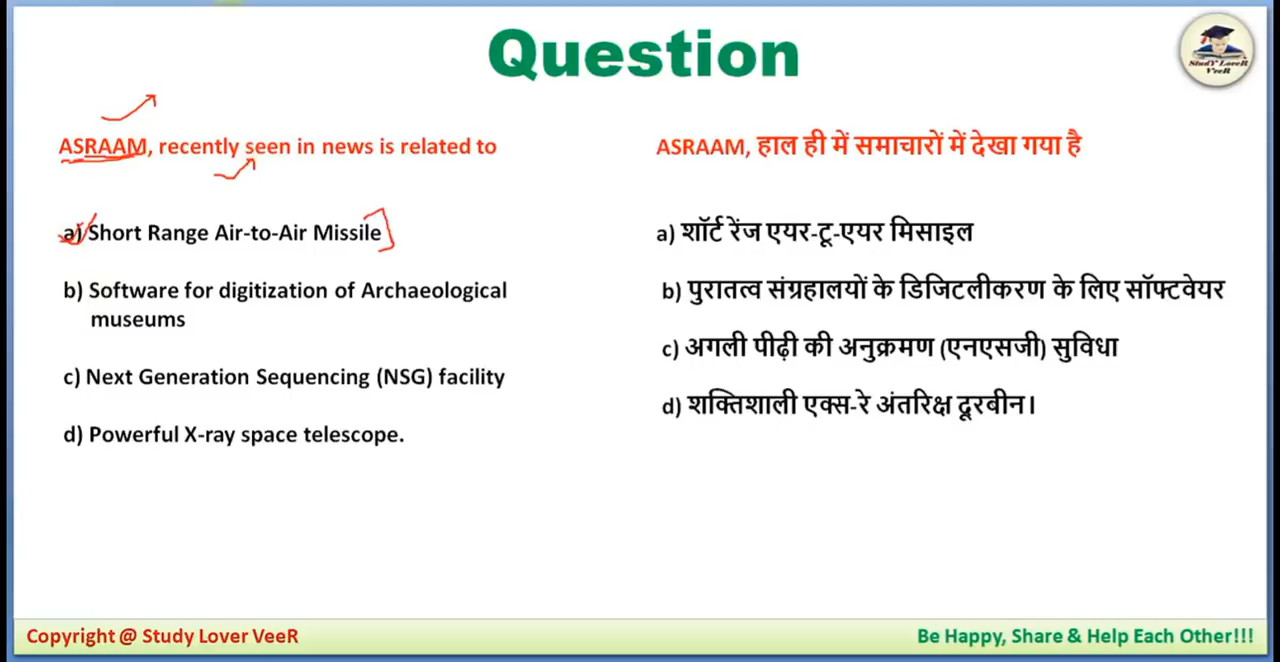 Question
StudY LoveR
VeeR
ASRAAM, recently seen in news is related to
a) Short Range Air-to-Air Missile
b) Software for digitization of Archaeological
museums
c) Next Generation Sequencing (NSG) facility
d) Powerful X-ray space telescope.
ASRAAM, हाल ही में समाचारों में देखा गया है
a) शॉर्ट रेंज एयर-टू-एयर मिसाइल
b) पुरातत्व संग्रहालयों के डिजिटलीकरण के लिए सॉफ्टवेयर
c) अगली पीढ़ी की अनुक्रमण (एनएसजी) सुविधा
d) शक्तिशाली एक्स-रे अंतरिक्ष दूरबीन।
Copyright @ Study Lover VeeR
Be Happy, Share & Help Each Other!!!